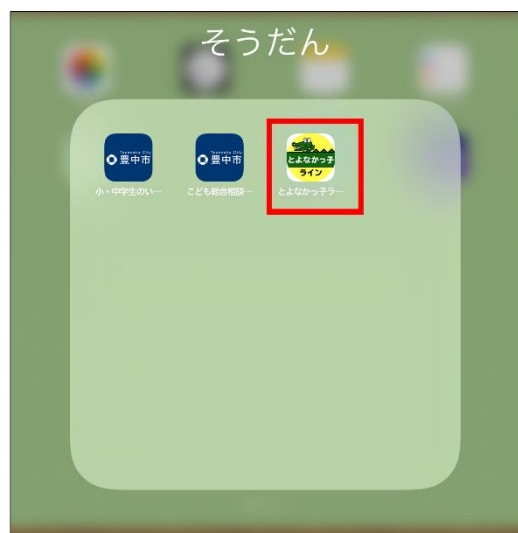 そうだん
Toyonaka City
豊中市
小・中学生のい…
Toyonaka City
豊中市
こども総合相談…
とよなかっ子
ライン
とよなかっ子ラ…